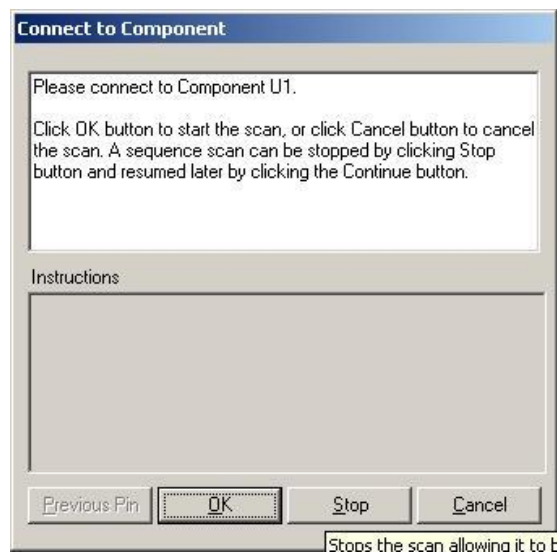 Connect to Component
Please connect to Component U1.
Click OK button to start the scan, or click Cancel button to cancel
the scan. A sequence scan can be stopped by clicking Stop
button and resumed later by clicking the Continue button.
Instructions
Previous Pin
OK
Stop
Cancel
Stops the scan allowing it to